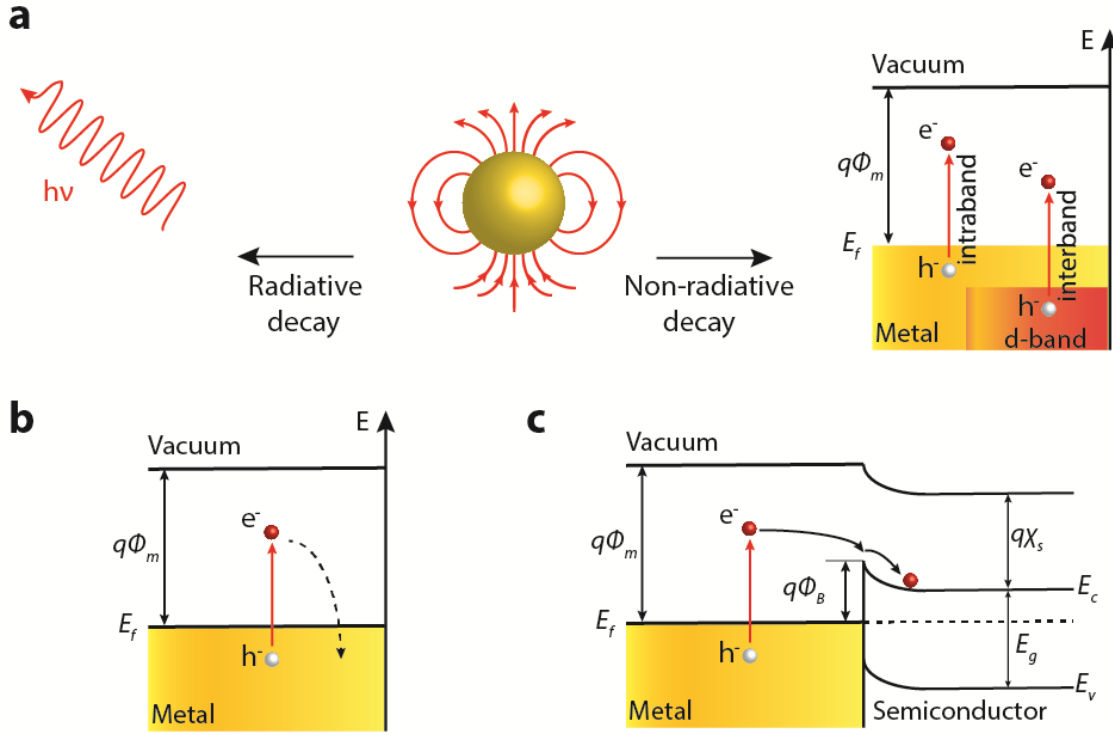 a
hν
Radiative
decay
Non-radiative
decay
E
Vacuum
qΦm
e-
e-
intraband
interband
Ef
h-
h-
Metal
d-band
b
E
Vacuum
qΦm
e-
Ef
h-
Metal
c
Vacuum
qΦm
e-
qχs
qΦB
Ec
Ef
h-
Eg
Ev
Metal
Semiconductor